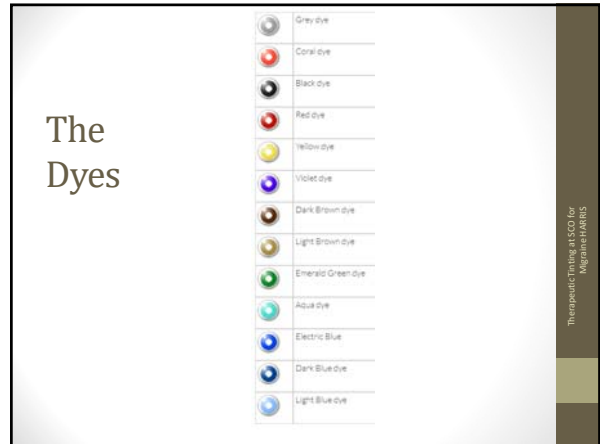 The
Dyes
Grey dye
Coral dye
Black dye
Red dye
Yellow dye
Violet dye
Dark Brown dye
Light Brown dye
Emerald Green dye
Aqua dye
Electric Blue
Dark Blue dye
Light Blue dye
Therapeutic Tinting at SCO for
Migraine HARRIS